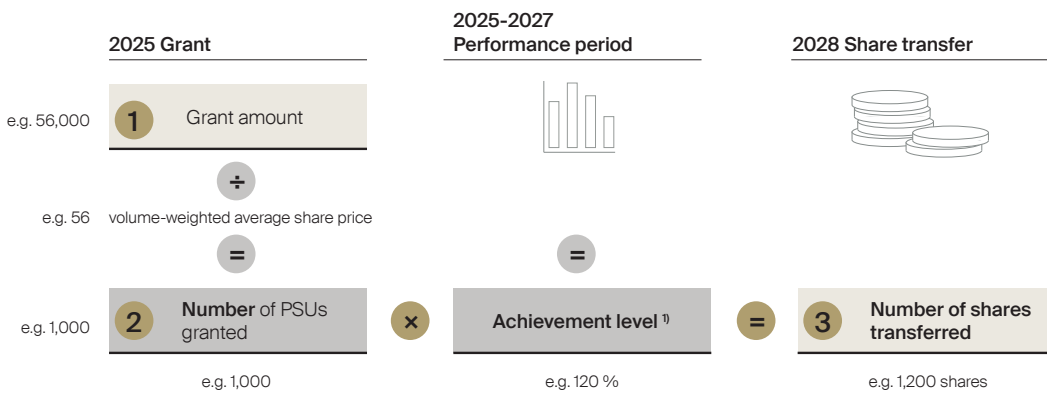 2025 Grant
2025-2027
Performance period
2028 Share transfer
e.g. 56,000
1
Grant amount
÷
e.g. 56
volume-weighted average share price
=
=
e.g. 1,000
2
Number of PSUs
granted
×
Achievement level 1)
=
3
Number of shares
transferred
e.g. 1,000
e.g. 120 %
e.g. 1,200 shares